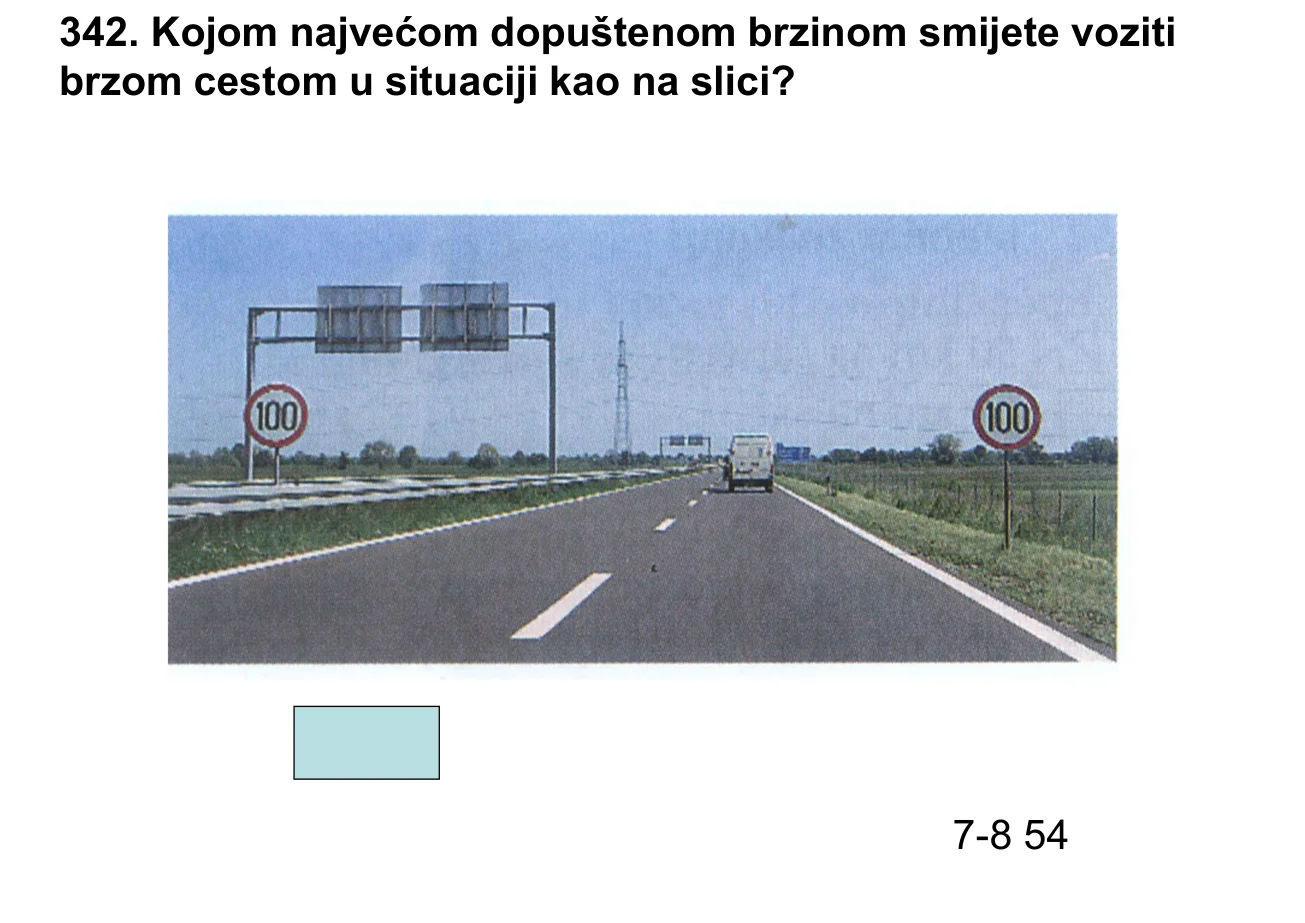 342. Kojom najvećom dopuštenom brzinom smijete voziti
brzom cestom u situaciji kao na slici?
100
100
7-8 54